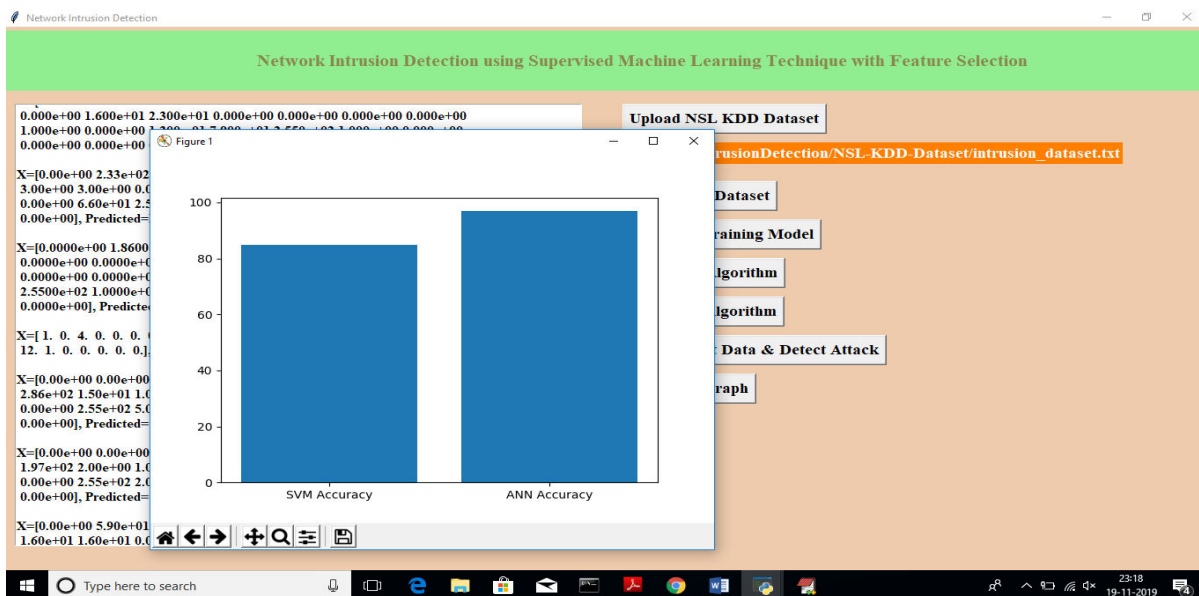 Network Intrusion Detection
Network Intrusion Detection using Supervised Machine Learning Technique with Feature Selection
0.000e+00 1.600e+01 2.300e+01 0.000e+00 0.000e+00 0.000e+00 0.000e+00
1.000e+00 0.000e+00
0.000e+00 0.000e+00
X=[0.00e+00 2.33e+02
3.00e+00 3.00e+00 0.0
0.00e+00 6.60e+01 2.5
0.00e+00], Predicted=
X=[0.0000e+00 1.8600
0.0000e+00 0.0000e+0
0.0000e+00 0.0000e+0
2.5500e+02 1.0000e+0
0.0000e+00], Predicte
X=[ 1. 0. 4. 0. 0. 0.
12. 1. 0. 0. 0. 0. 0.],
X=[0.00e+00 0.00e+00
2.86e+02 1.50e+01 1.0
0.00e+00 2.55e+02 5.0
0.00e+00], Predicted=
X=[0.00e+00 0.00e+00
1.97e+02 2.00e+00 1.0
0.00e+00 2.55e+02 2.0
0.00e+00], Predicted=
X=[0.00e+00 5.90e+01
1.60e+01 1.60e+01 0.0
Figure 1
100
80
60
40
20
0
SVM Accuracy ANN Accuracy
Upload NSL KDD Dataset
rusionDetection/NSL-KDD-Dataset/intrusion_dataset.txt
Dataset
raining Model
lgorithm
lgorithm
Data & Detect Attack
raph
Type here to search
23:18
19-11-2019
4